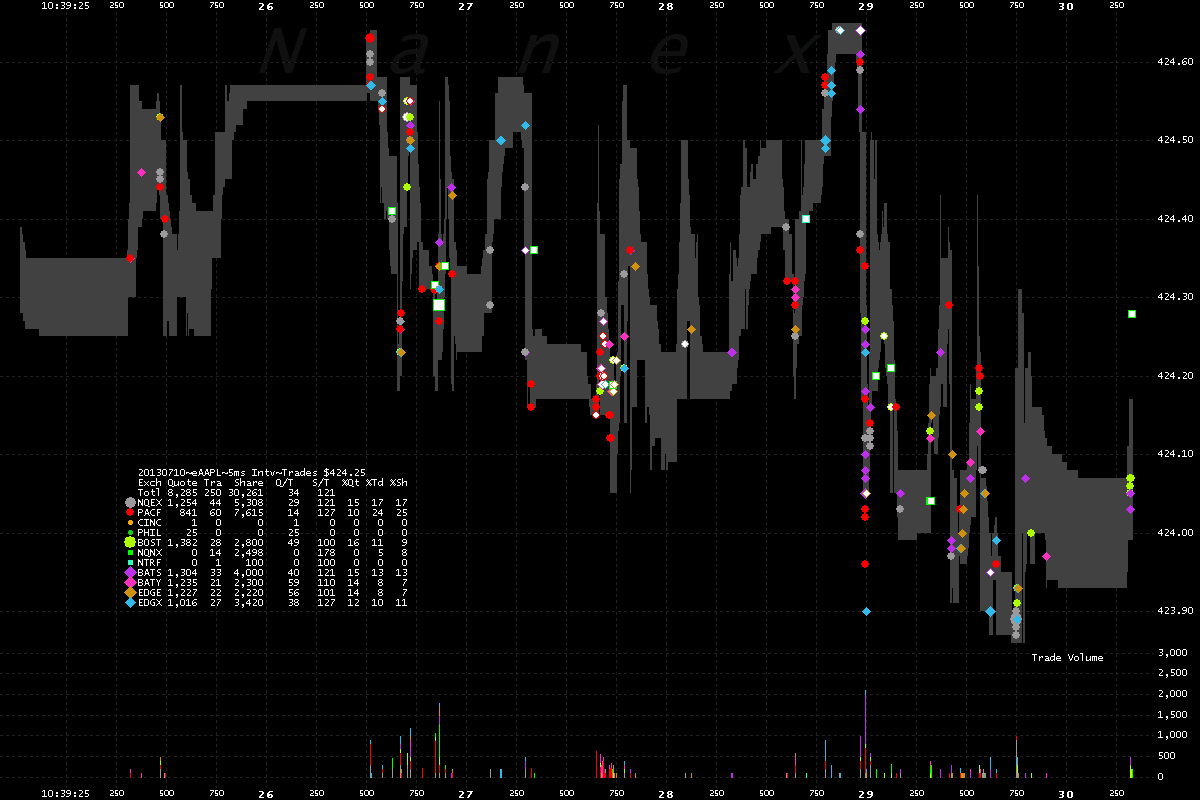 10:39:25 250 500 750 26 250 500 750 27 250 500 750 28 250 500 750 29 250 500 750 30 250
Nanex
424.60
424.50
424.40
424.30
424.20
424.10
424.00
423.90
20130710~eAAPL~5ms Intv~Trades $424.25
Exch Quote Tra Share Q/T S/T %Qt %Td %Sh
Totl 8,285 250 30,261 34 121
NQEX 1,254 44 5,308 29 121 15 17 17
PACF 841 60 7,615 14 127 10 24 25
CINC 1 0 0 1 0 0 0 0
PHIL 25 0 0 25 0 0 0 0
BOST 1,382 28 2,800 49 100 16 11 9
NQNX 0 14 2,498 0 178 0 5 8
NTRF 0 1 100 0 100 0 0 0
BATS 1,304 33 4,000 40 121 15 13 13
BATY 1,235 21 2,300 59 110 14 8 7
EDGE 1,227 22 2,220 56 101 14 8 7
EDGX 1,016 27 3,420 38 127 12 10 11
Trade Volume
3,000
2,500
2,000
1,500
1,000
500
0
10:39:25 250 500 750 26 250 500 750 27 250 500 750 28 250 500 750 29 250 500 750 30 250